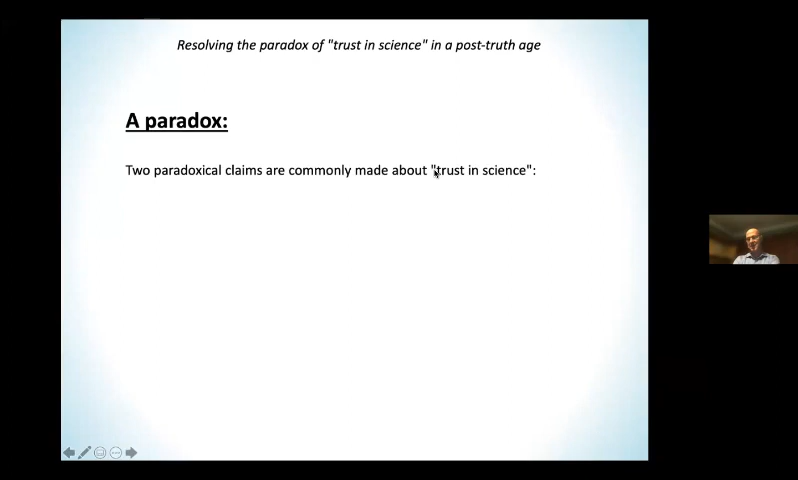 Resolving the paradox of "trust in science" in a post-truth age
A paradox:
Two paradoxical claims are commonly made about "trust in science":